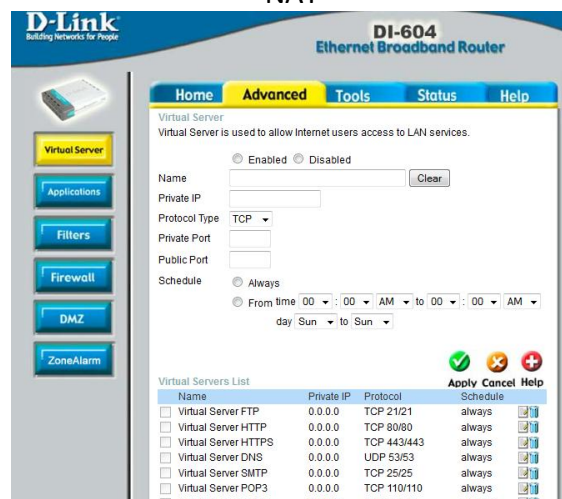 D-Link
Building Networks for People
DI-604
Ethernet Broadband Router
Home Advanced Tools Status Help
Virtual Server
Applications
Filters
Firewall
DMZ
ZoneAlarm
Virtual Server
Virtual Server is used to allow Internet users access to LAN services.
Enabled Disabled
Name Clear
Private IP
Protocol Type TCP
Private Port
Public Port
Schedule Always
From time 00 : 00 AM to 00 : 00 AM
day Sun to Sun
Apply Cancel Help
Virtual Servers List
Name Private IP Protocol Schedule
Virtual Server FTP 0.0.0.0 TCP 21/21 always
Virtual Server HTTP 0.0.0.0 TCP 80/80 always
Virtual Server HTTPS 0.0.0.0 TCP 443/443 always
Virtual Server DNS 0.0.0.0 UDP 53/53 always
Virtual Server SMTP 0.0.0.0 TCP 25/25 always
Virtual Server POP3 0.0.0.0 TCP 110/110 always